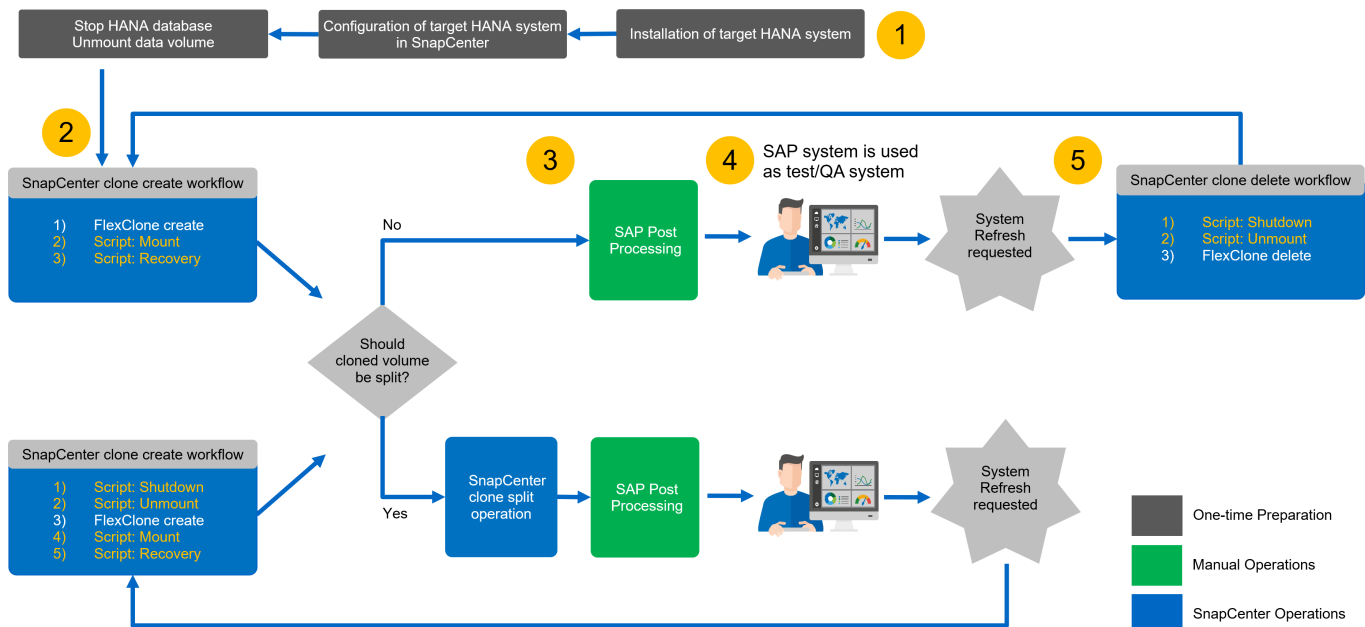 Stop HANA database
Unmount data volume
Configuration of target HANA system
in SnapCenter
Installation of target HANA system
1
2
SnapCenter clone create workflow
1) FlexClone create
2) Script: Mount
3) Script: Recovery
No
Should
cloned volume
be split?
Yes
3
SAP Post
Processing
4
SAP system is used
as test/QA system
System
Refresh
requested
5
SnapCenter clone delete workflow
1) Script: Shutdown
2) Script: Unmount
3) FlexClone delete
SnapCenter clone create workflow
1) Script: Shutdown
2) Script: Unmount
3) FlexClone create
4) Script: Mount
5) Script: Recovery
SnapCenter
clone split
operation
SAP Post
Processing
System
Refresh
requested
One-time Preparation
Manual Operations
SnapCenter Operations